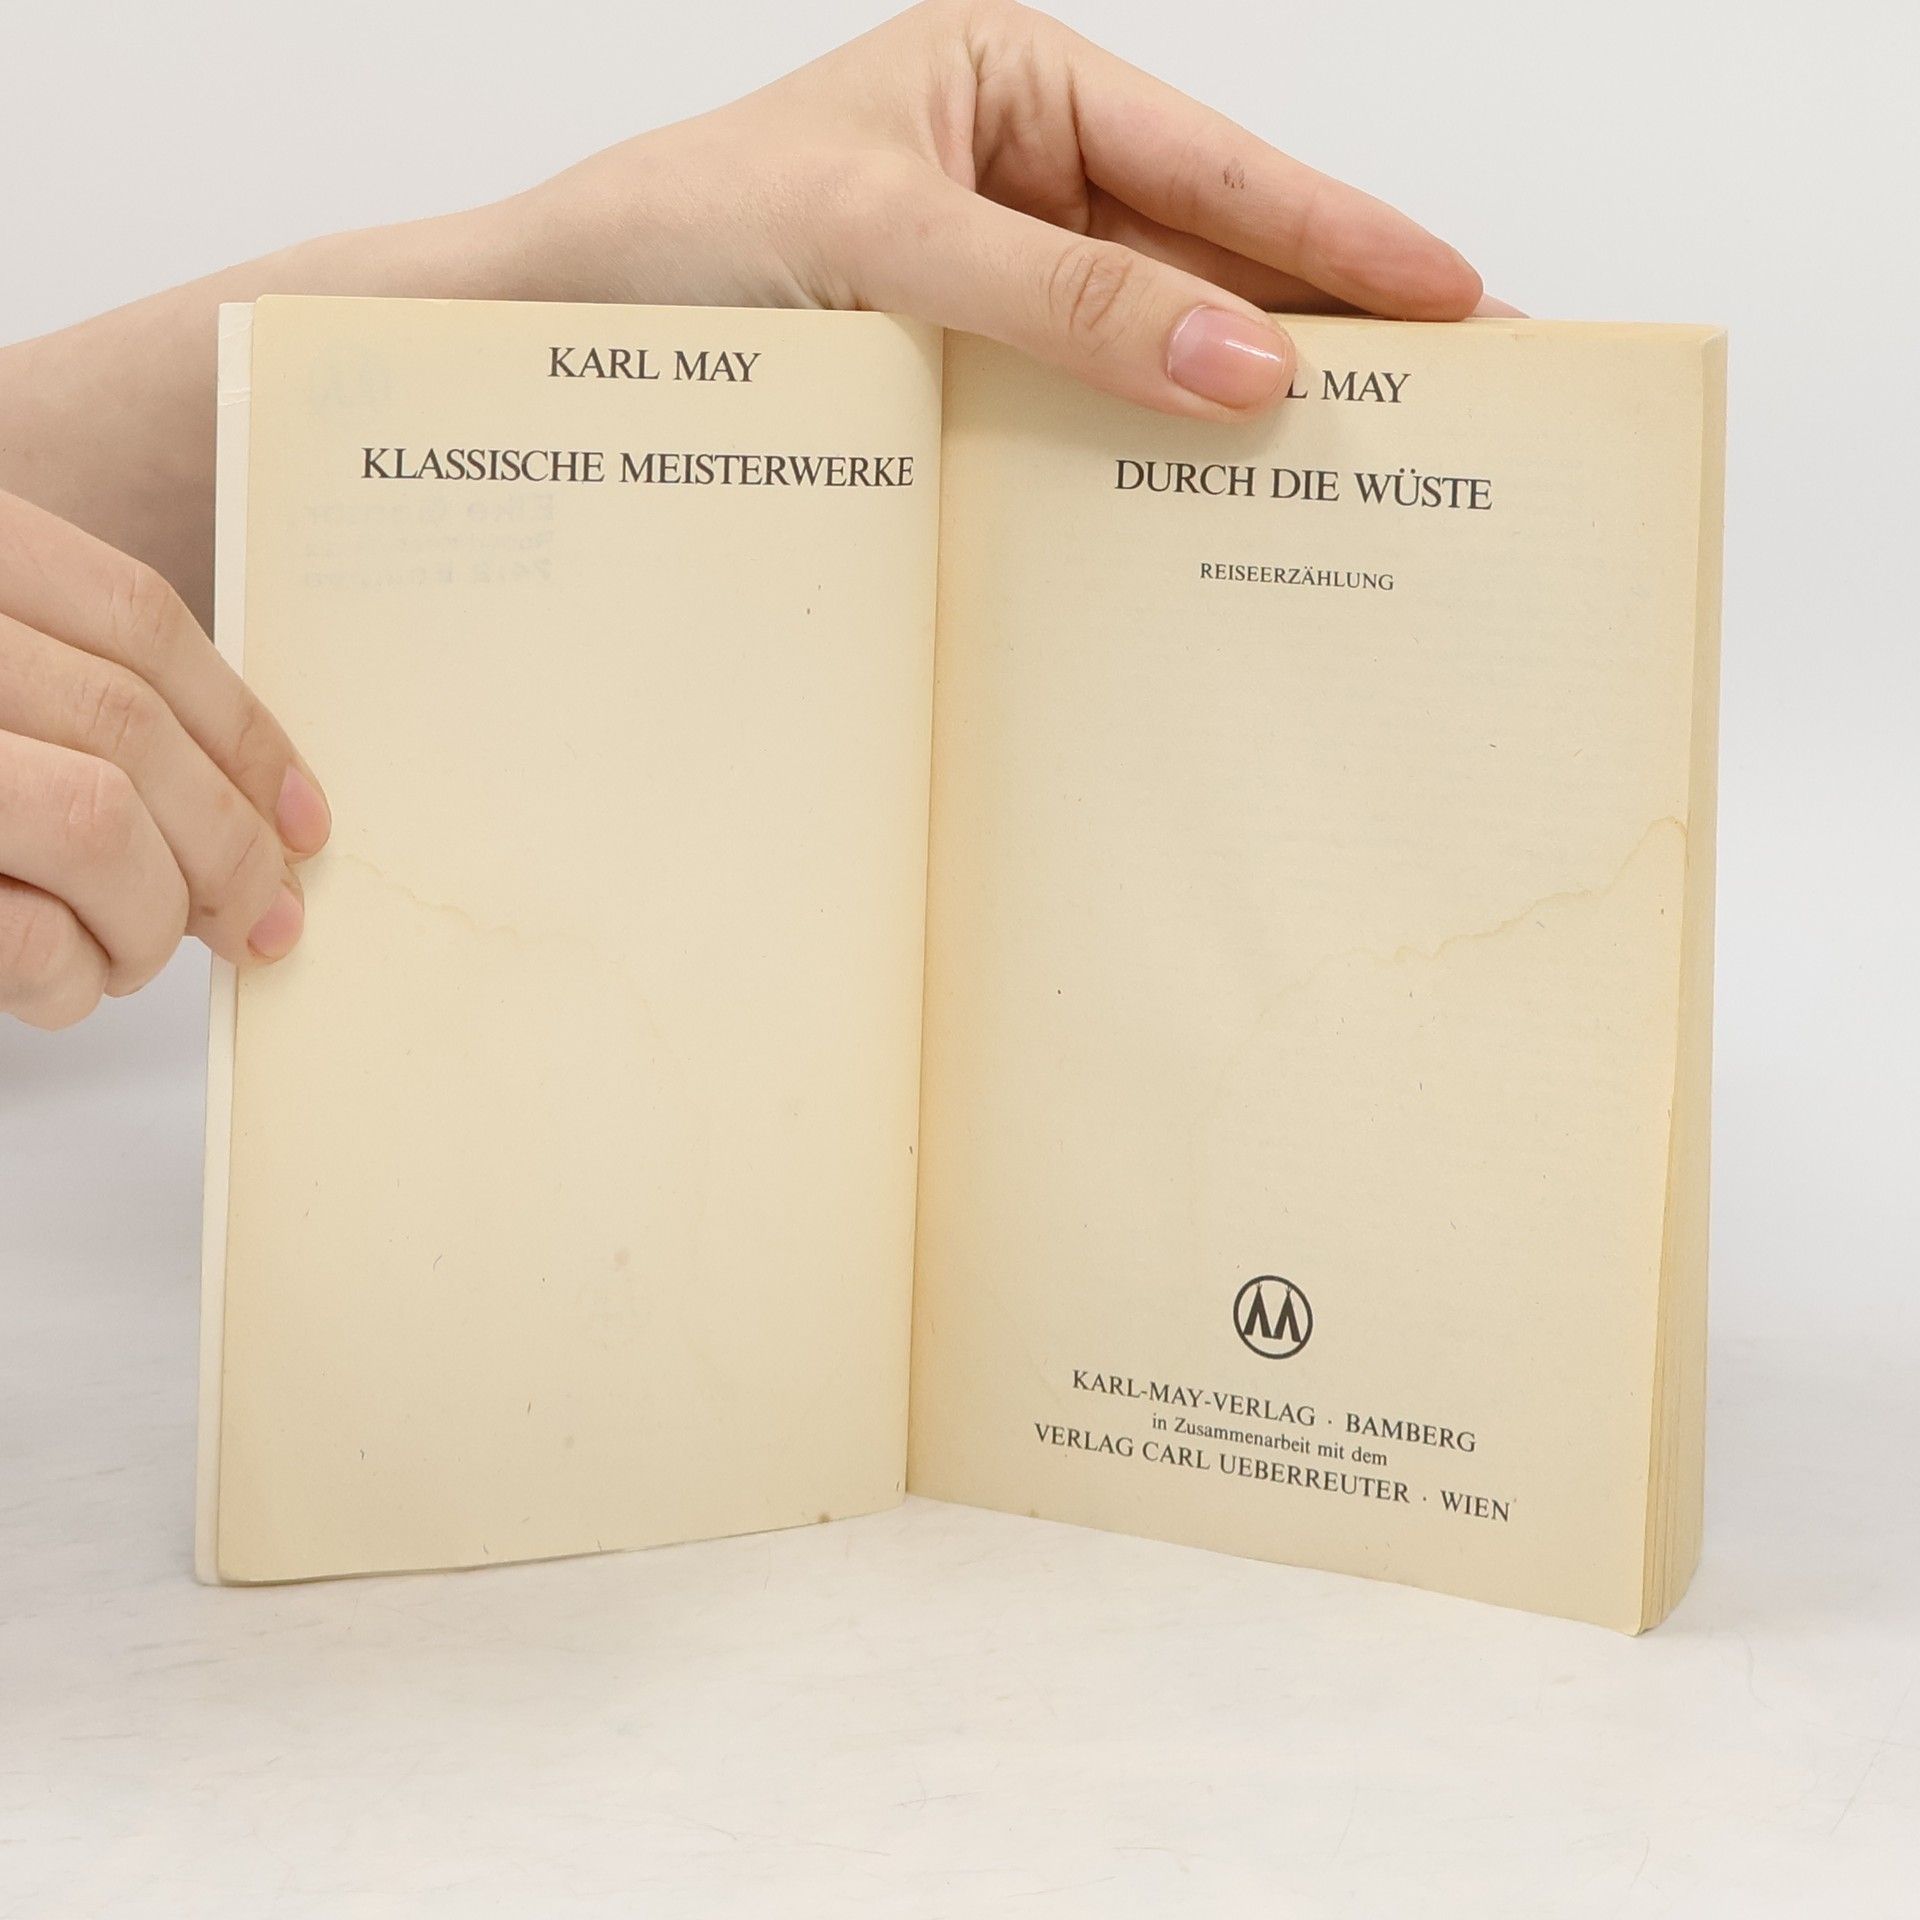 KARL MAY
KLASSISCHE MEISTERWERKE
L MAY
DURCH DIE WÜSTE
REISEERZÄHLUNG
KARL-MAY-VERLAG · BAMBERG
in Zusammenarbeit mit dem
VERLAG CARL UEBERREUTER · WIEN